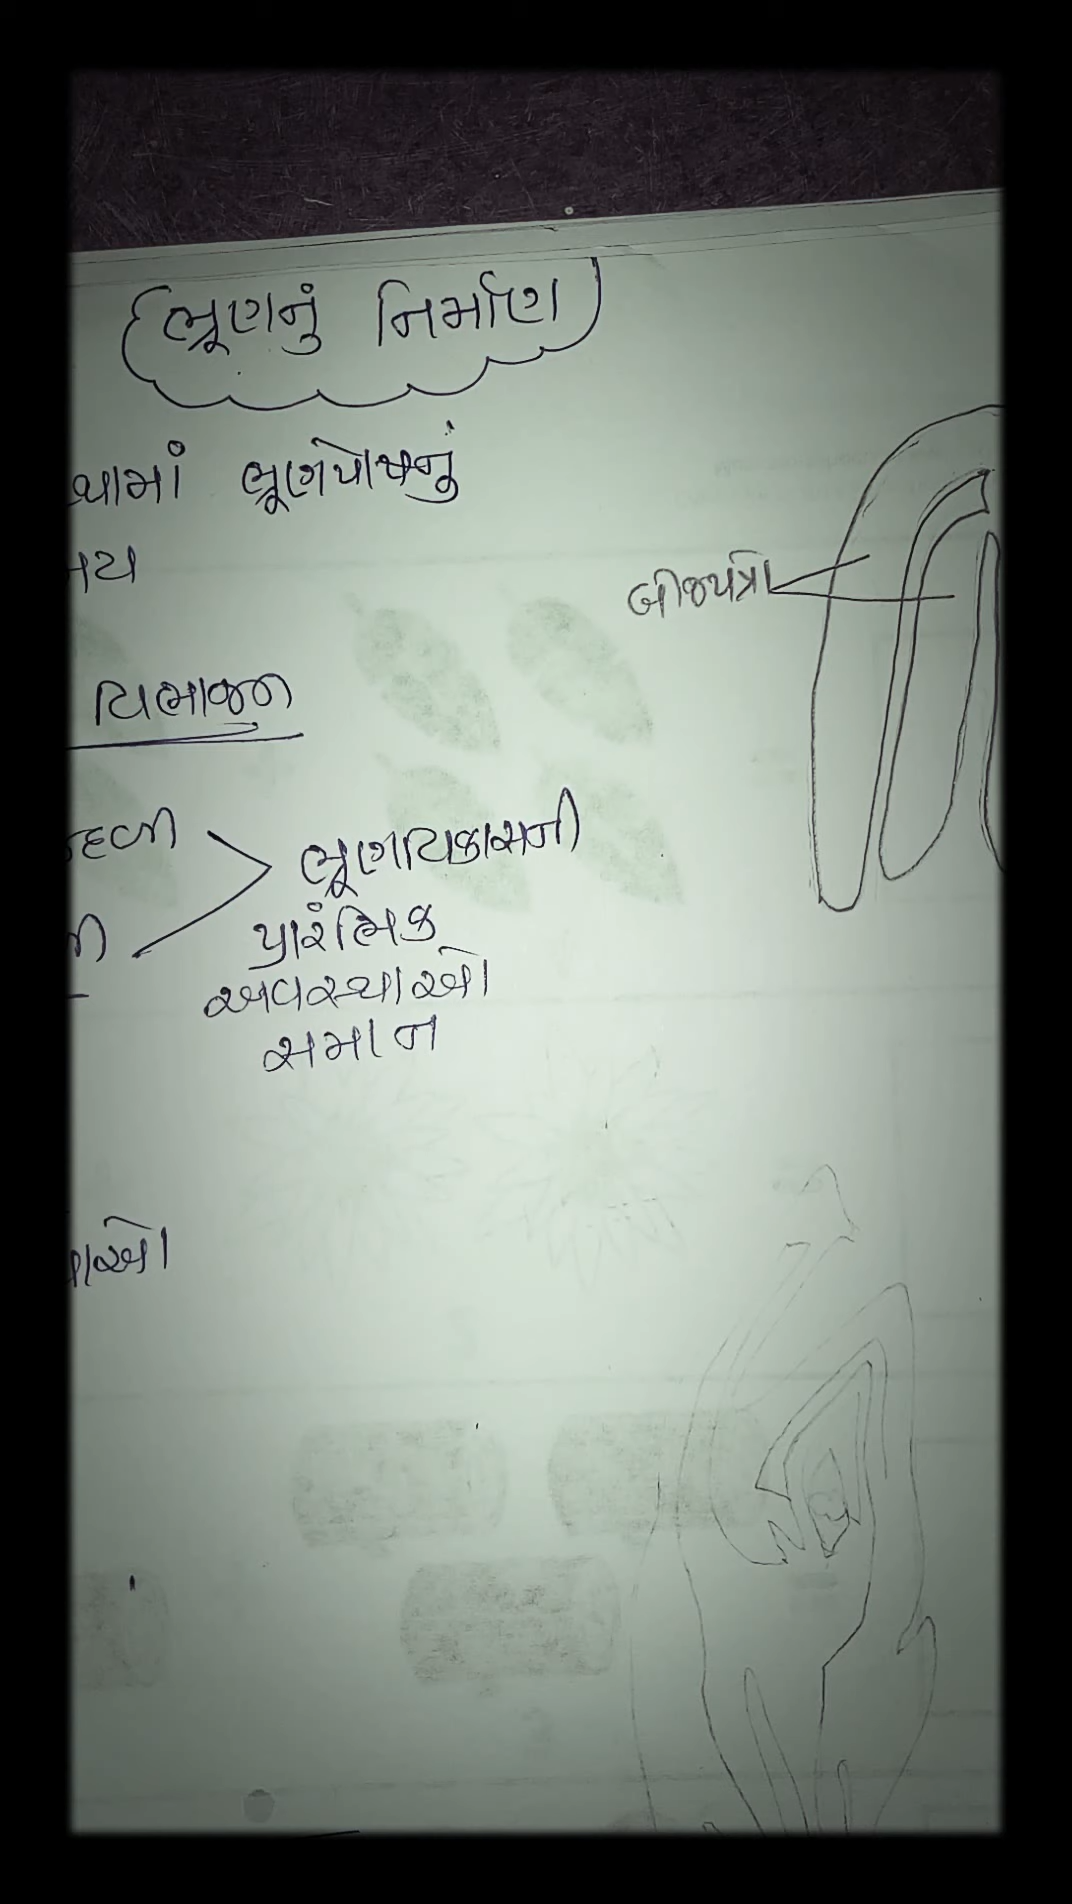 ભ્રૂણનું નિર્માણ
ભ્રૂણપોષનું
બીજપત્રો
વિભાજન
ભ્રૂણવિકાસની
પ્રારંભિક
અવસ્થાઓ
સમાન